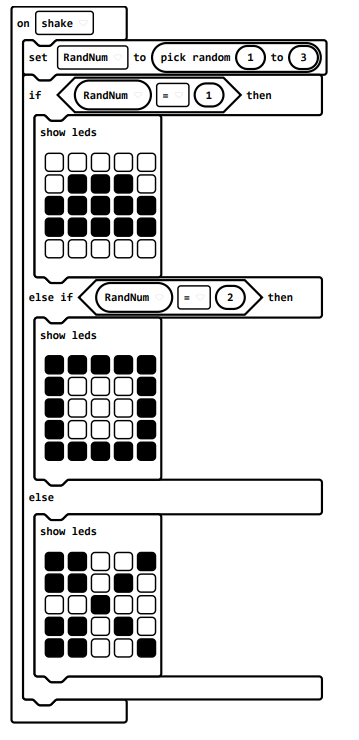 on shake
set RandNum to pick random 1 to 3
if RandNum = 1 then
show leds
else if RandNum = 2 then
show leds
else
show leds